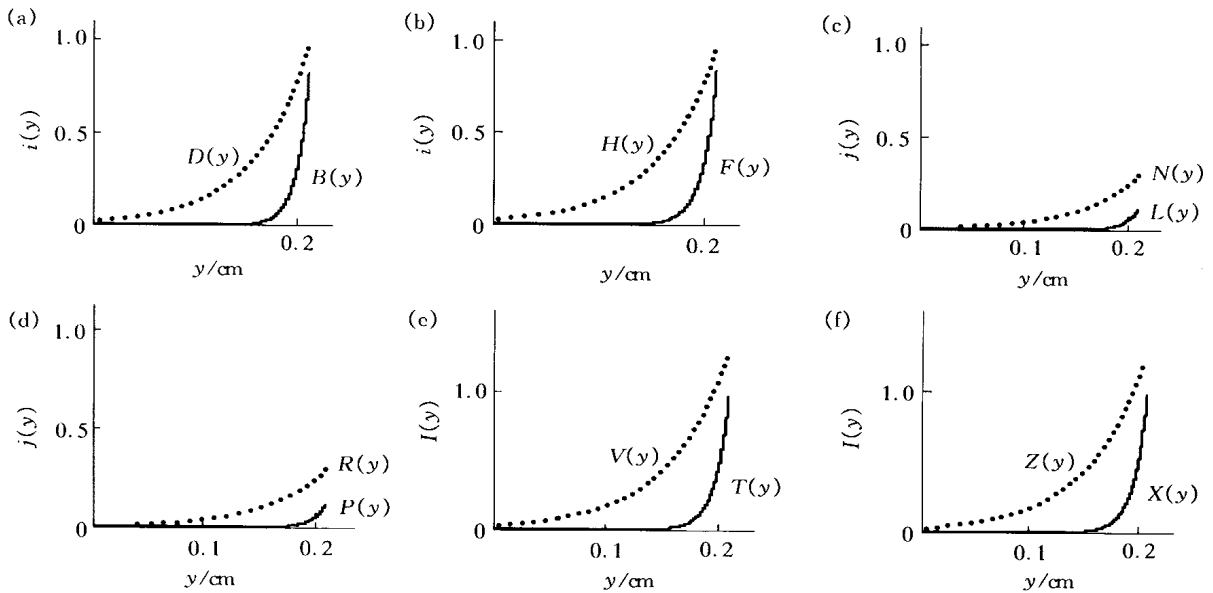 (a)
1.0
0.5
0
i(y)
D(y)
B(y)
0.2
y/cm
(b)
1.0
0.5
0
i(y)
H(y)
F(y)
0.2
y/cm
(c)
1.0
0.5
0
j(y)
N(y)
L(y)
0.1 0.2
y/cm
(d)
1.0
0.5
0
j(y)
R(y)
P(y)
0.1 0.2
y/cm
(e)
1.0
0
I(y)
V(y)
T(y)
0.1 0.2
y/cm
(f)
1.0
0
I(y)
Z(y)
X(y)
0.1 0.2
y/cm